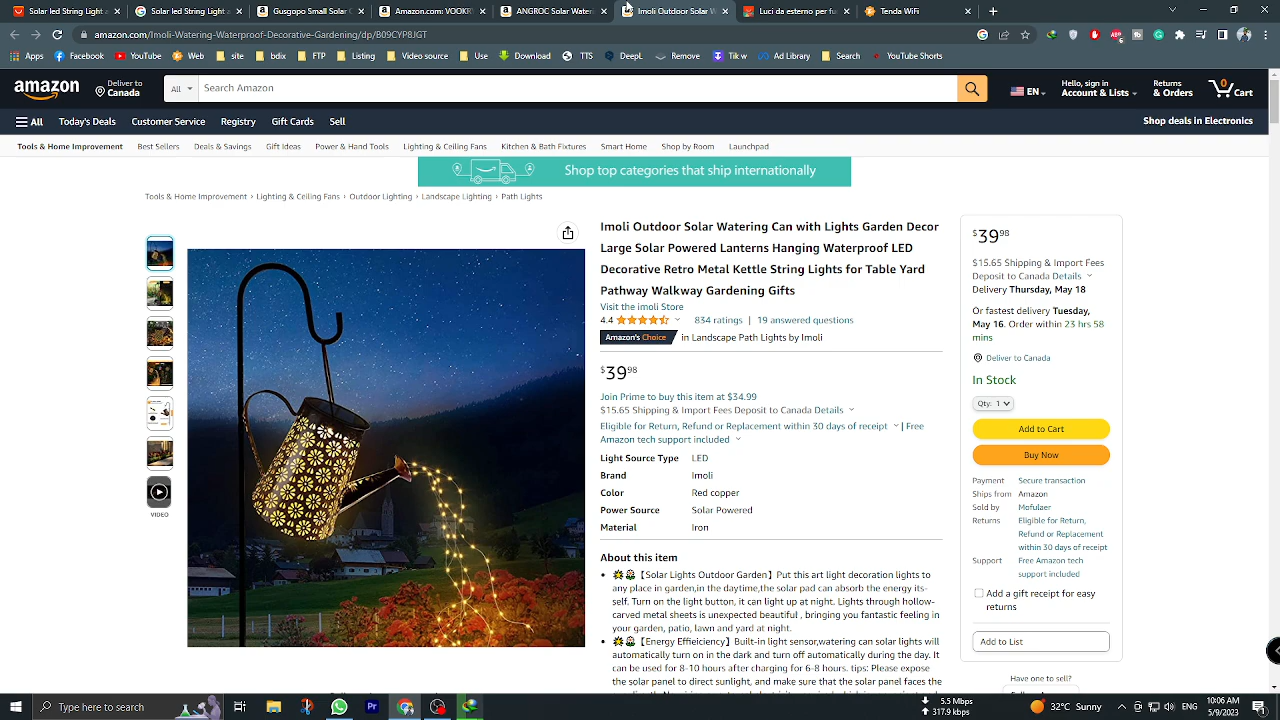 Solar led String Light a
Solar led String Light a
Gusgopo Small Solar C
Amazon.com: VOOKRY
ANGROC Solar Watering
Imoli Outdoor Solar W
Luci da esterno per fu
Tenda WiFi
amazon.com/Imoli-Watering-Waterproof-Decorative-Gardening/dp/B09CYP8JGT
Apps
Facebook
YouTube
Web
site
bdix
FTP
Listing
Video source
Use
Download
TTS
DeepL
Remove
Tik w
Ad Library
Search
YouTube Shorts
amazon
Deliver to
Canada
All
Search Amazon
EN
Hello, sign in
Account & Lists
Returns
& Orders
0
Cart
All
Today's Deals
Customer Service
Registry
Gift Cards
Sell
Shop deals in Electronics
Tools & Home Improvement
Best Sellers
Deals & Savings
Gift Ideas
Power & Hand Tools
Lighting & Ceiling Fans
Kitchen & Bath Fixtures
Smart Home
Shop by Room
Launchpad
Shop top categories that ship internationally
Tools & Home Improvement › Lighting & Ceiling Fans › Outdoor Lighting › Landscape Lighting › Path Lights
VIDEO
Imoli Outdoor Solar Watering Can with Lights Garden Decor
Large Solar Powered Lanterns Hanging Waterproof LED
Decorative Retro Metal Kettle String Lights for Table Yard
Pathway Walkway Gardening Gifts
Visit the imoli Store
4.4 834 ratings | 19 answered questions
Amazon's Choice in Landscape Path Lights by Imoli
$39 98
Join Prime to buy this item at $34.99
$15.65 Shipping & Import Fees Deposit to Canada Details
Eligible for Return, Refund or Replacement within 30 days of receipt | Free
Amazon tech support included
Light Source Type LED
Brand Imoli
Color Red copper
Power Source Solar Powered
Material Iron
About this item
【Solar Lights Outdoor Garden】Put this art light decoration lights to
any place in garden,in the daytime,the solar pad can absorb the energy its-
self. Turn on the light button, it can light up at night. Lights through hollow-
carved metal sheets is unexpected beautiful , bringing you fantastic feeling in
your garden, patio, lawn and yard at night.
【Energy Effieiciency】Built-in light sensor,watering can solar lights will
automatically turn on in the dark and turn off automatically during the day. It
can be used for 8-10 hours after charging for 6-8 hours. tips: Please expose
the solar panel to direct sunlight, and make sure that the solar panel faces the
$39 98
$15.65 Shipping & Import Fees
Deposit to Canada Details
Delivery Thursday, May 18
Or fastest delivery Tuesday,
May 16. Order within 23 hrs 58
mins
Deliver to Canada
In Stock
Qty: 1
Add to Cart
Buy Now
Payment Secure transaction
Ships from Amazon
Sold by Mofulaer
Returns Eligible for Return,
Refund or Replacement
within 30 days of receipt
Support Free Amazon tech
support included
Add a gift receipt for easy
returns
Add to List
Have one to sell?
Type here to search
Pr
5.5 Mbps
317.9 kbps
32°C Sunny
10:06 AM
5/9/2023